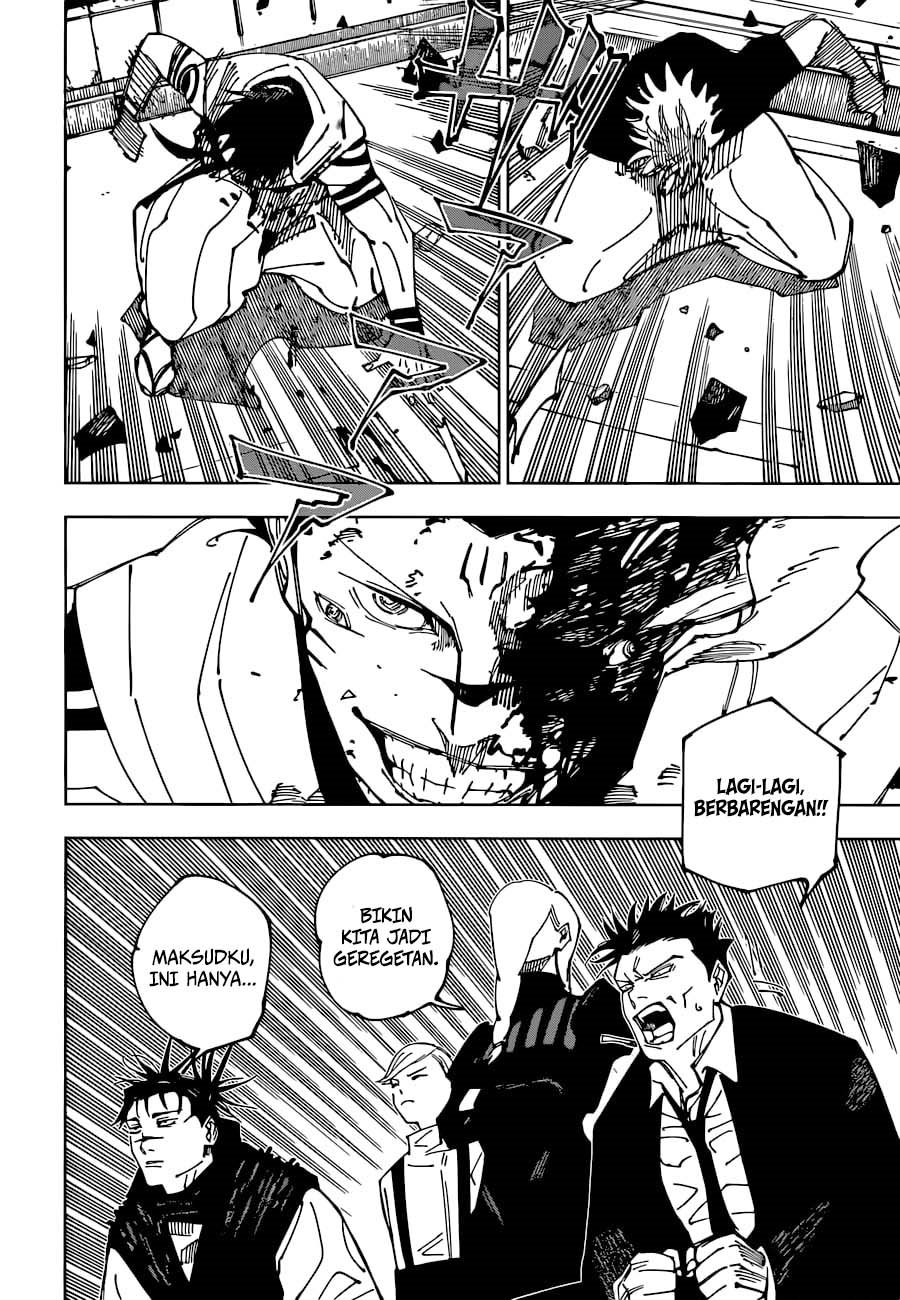 LAGI-LAGI,
BERBARENGAN!!
BIKIN
KITA JADI
GEREGETAN.
MAKSUDKU,
INI HANYA...